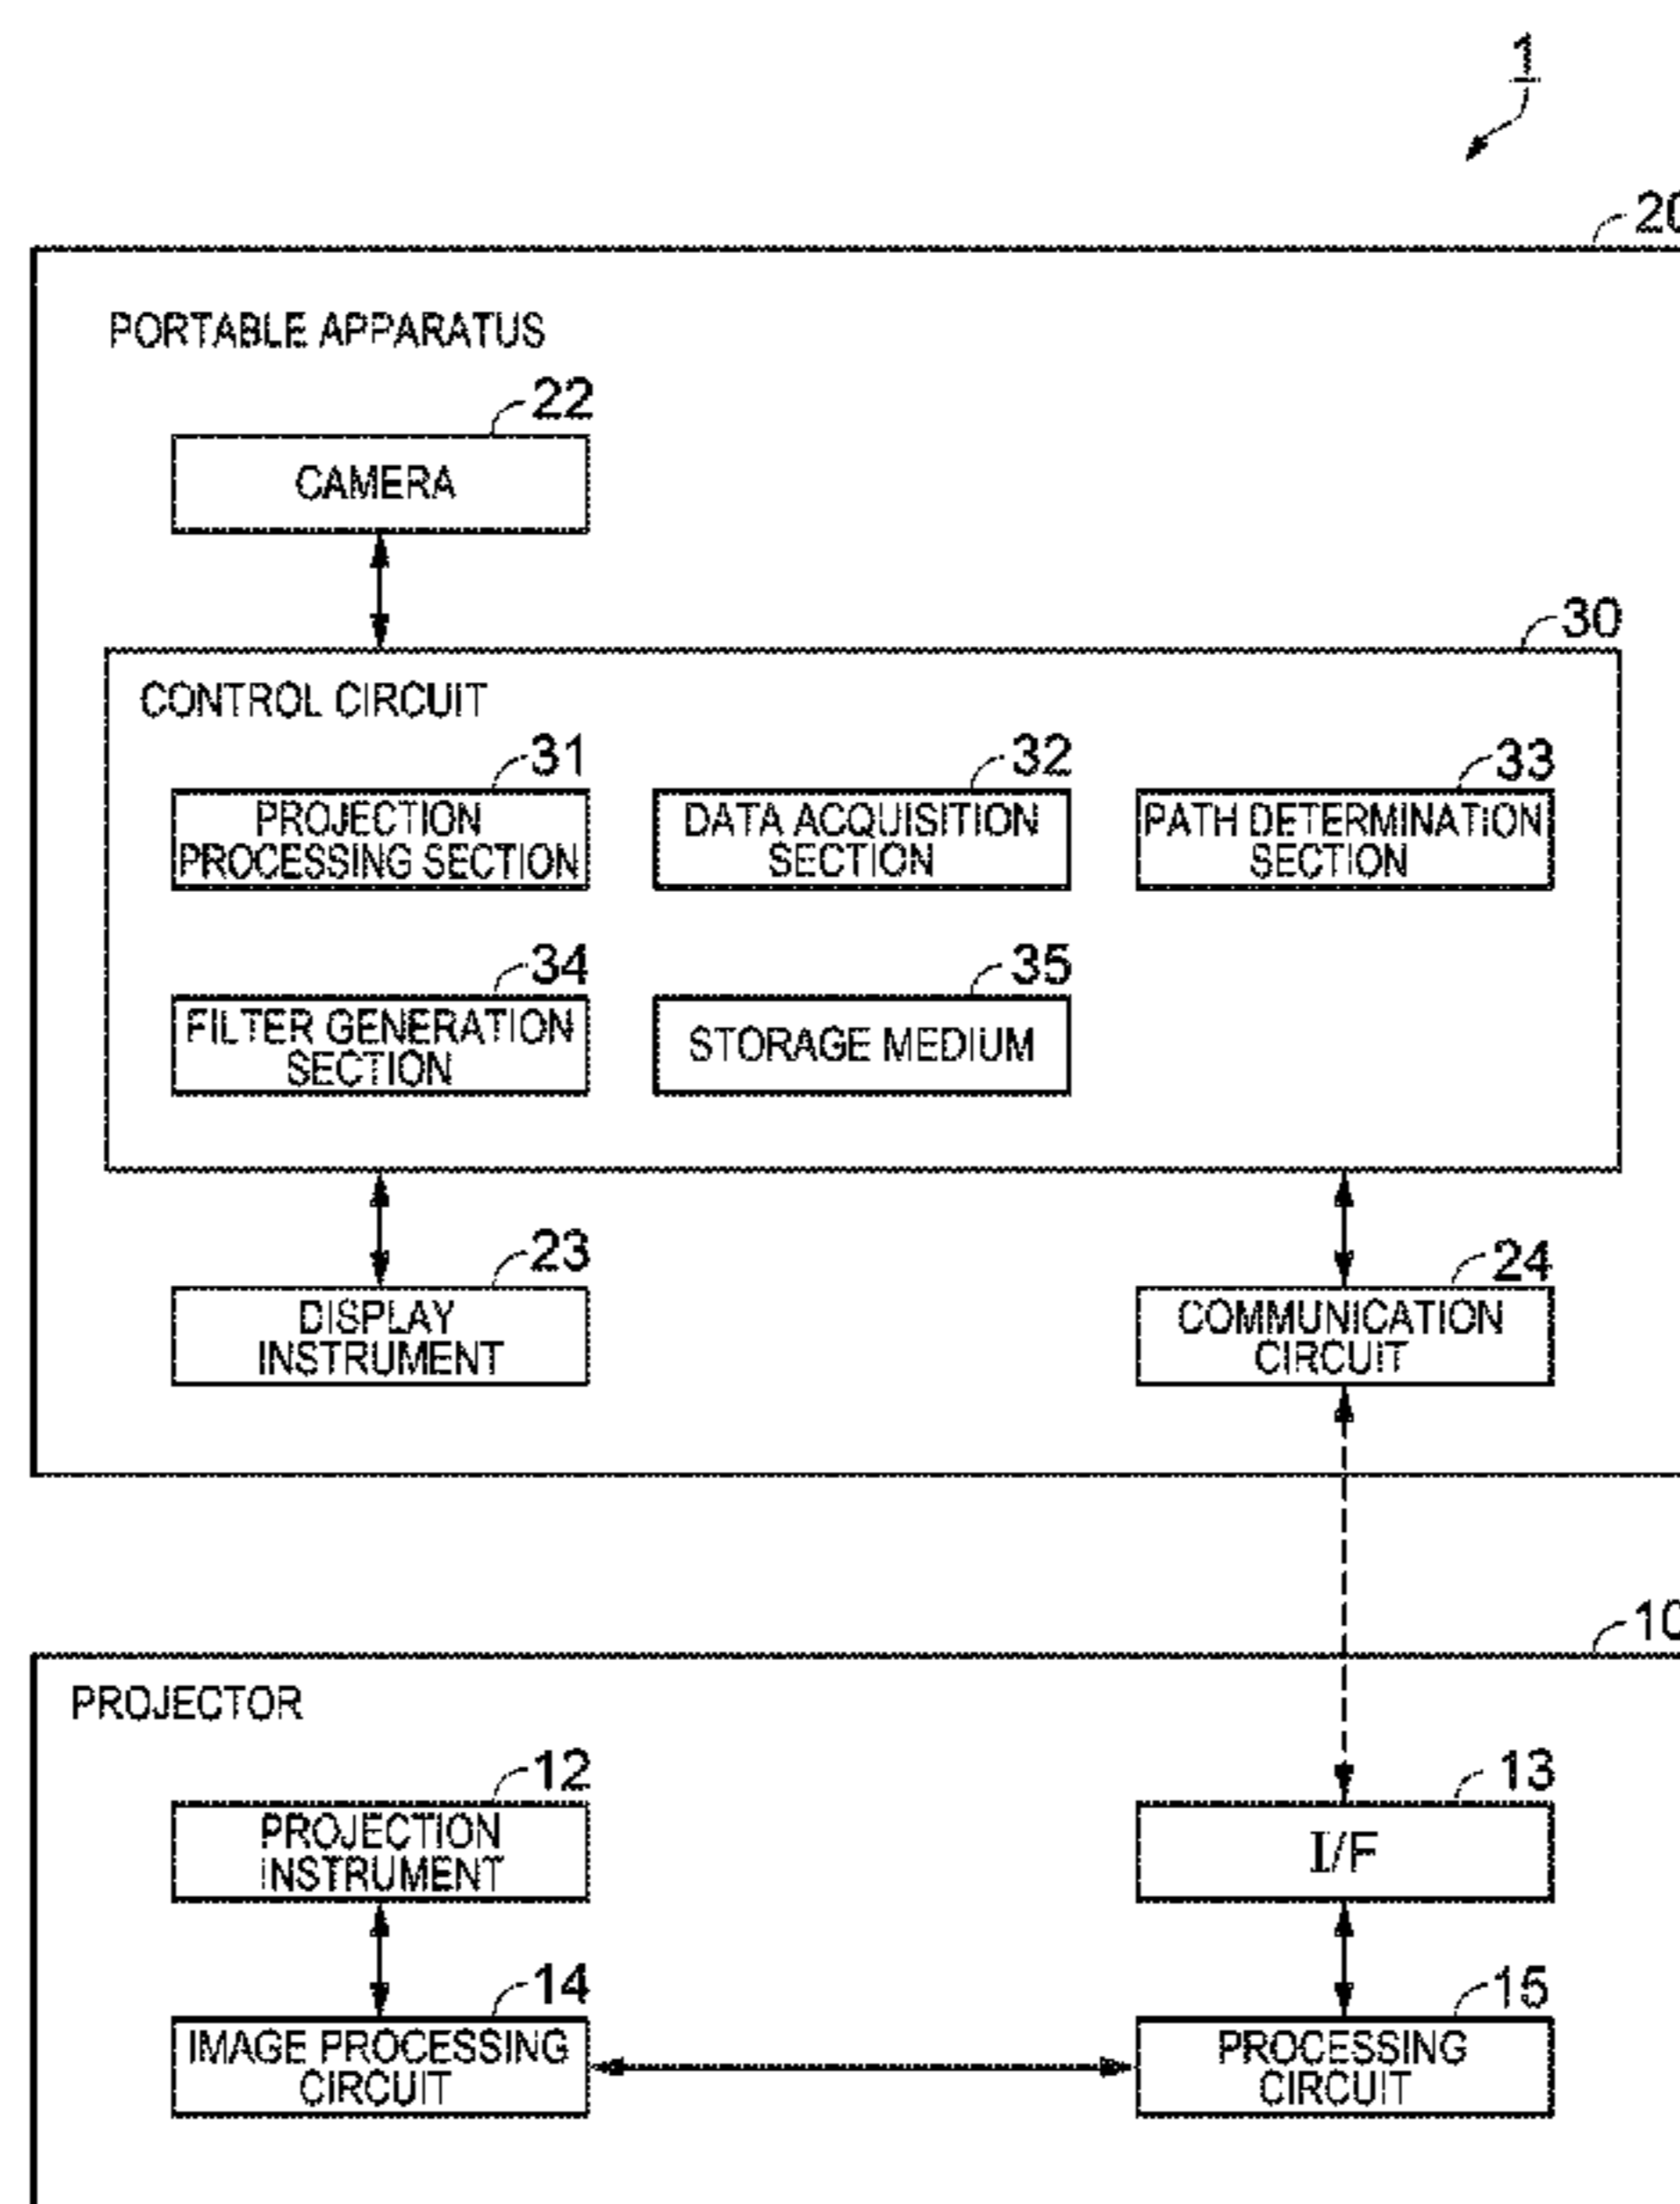 1
20
PORTABLE APPARATUS
22
CAMERA
30
CONTROL CIRCUIT
31
PROJECTION
PROCESSING SECTION
32
DATA ACQUISITION
SECTION
33
PATH DETERMINATION
SECTION
34
FILTER GENERATION
SECTION
35
STORAGE MEDIUM
23
DISPLAY
INSTRUMENT
24
COMMUNICATION
CIRCUIT
10
PROJECTOR
12
PROJECTION
INSTRUMENT
13
I/F
14
IMAGE PROCESSING
CIRCUIT
15
PROCESSING
CIRCUIT